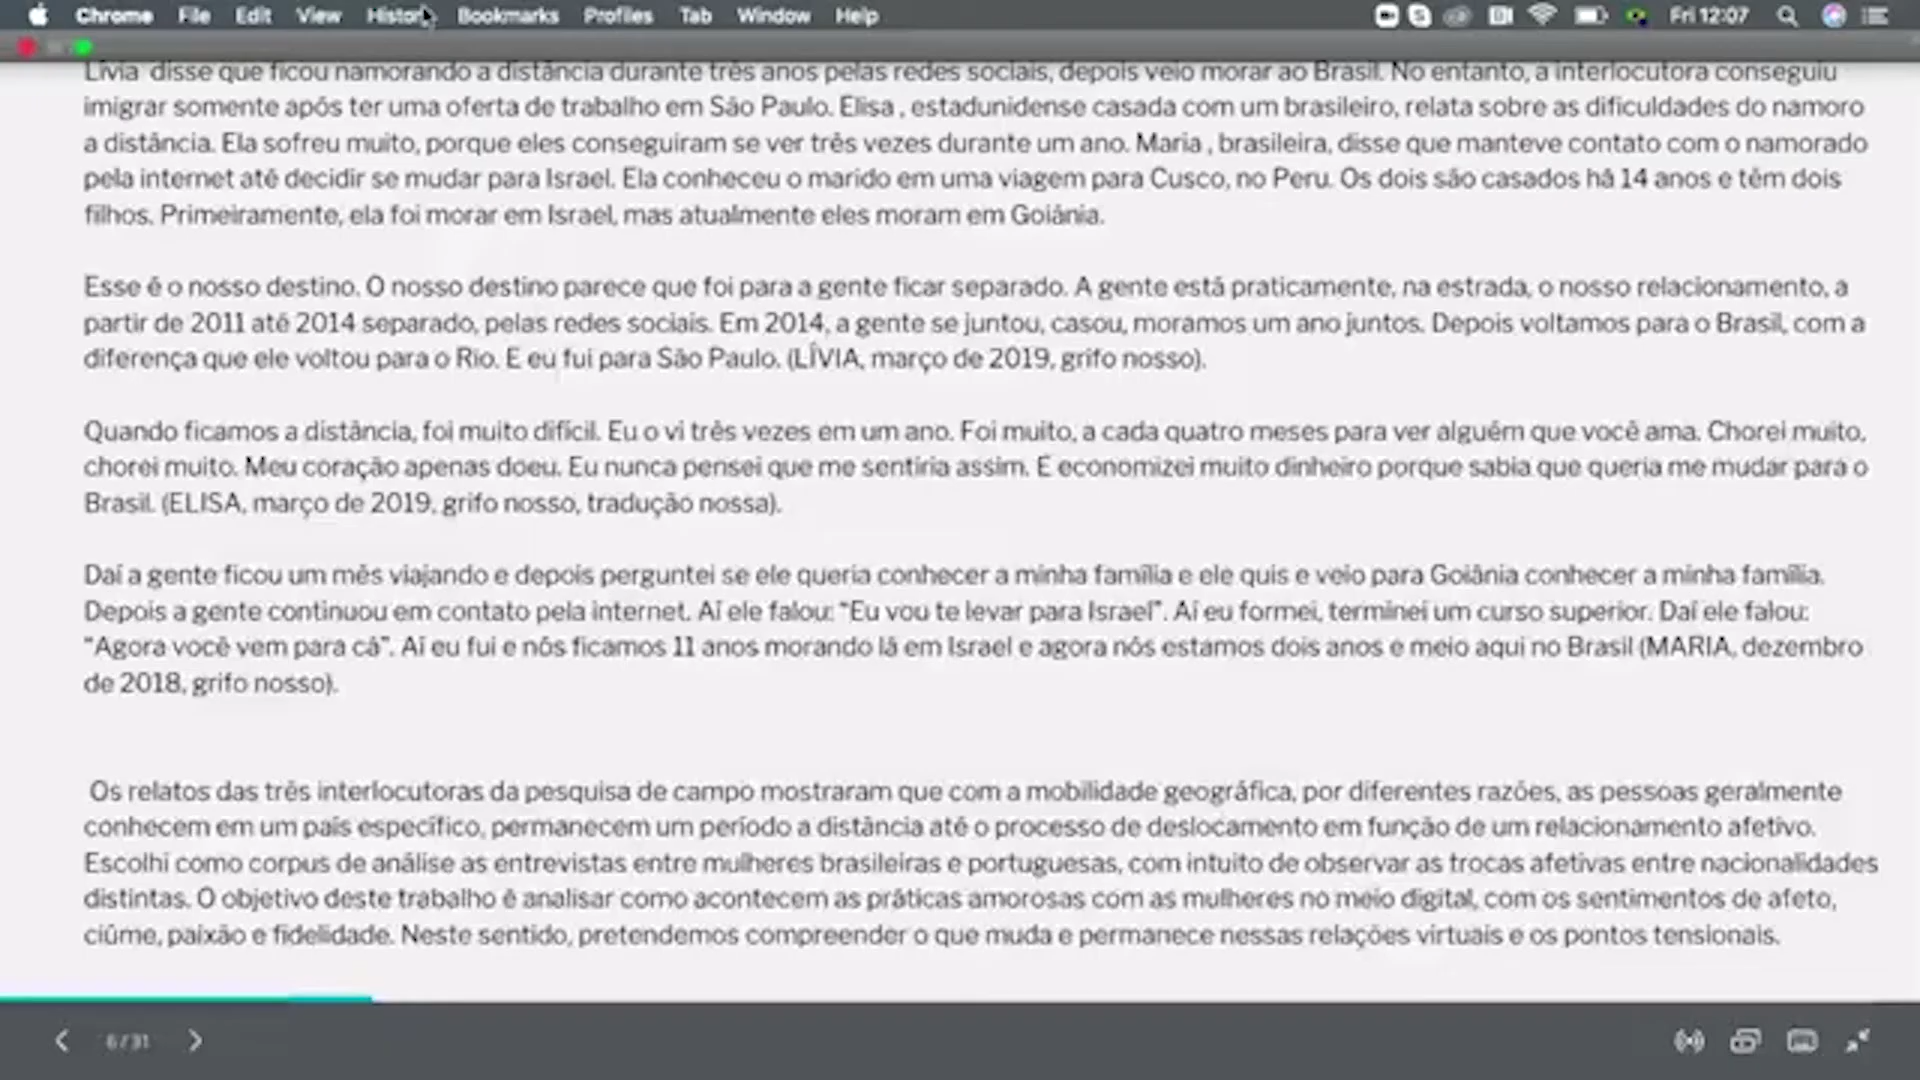 Chrome File Edit View History Bookmarks Profiles Tab Window Help Fri 12:07
Lívia disse que ficou namorando a distância durante três anos pelas redes sociais, depois veio morar ao Brasil. No entanto, a interlocutora conseguiu
imigrar somente após ter uma oferta de trabalho em São Paulo. Elisa , estadunidense casada com um brasileiro, relata sobre as dificuldades do namoro
a distância. Ela sofreu muito, porque eles conseguiram se ver três vezes durante um ano. Maria , brasileira, disse que manteve contato com o namorado
pela internet até decidir se mudar para Israel. Ela conheceu o marido em uma viagem para Cusco, no Peru. Os dois são casados há 14 anos e têm dois
filhos. Primeiramente, ela foi morar em Israel, mas atualmente eles moram em Goiânia.
Esse é o nosso destino. O nosso destino parece que foi para a gente ficar separado. A gente está praticamente, na estrada, o nosso relacionamento, a
partir de 2011 até 2014 separado, pelas redes sociais. Em 2014, a gente se juntou, casou, moramos um ano juntos. Depois voltamos para o Brasil, com a
diferença que ele voltou para o Rio. E eu fui para São Paulo. (LÍVIA, março de 2019, grifo nosso).
Quando ficamos a distância, foi muito difícil. Eu o vi três vezes em um ano. Foi muito, a cada quatro meses para ver alguém que você ama. Chorei muito,
chorei muito. Meu coração apenas doeu. Eu nunca pensei que me sentiria assim. E economizei muito dinheiro porque sabia que queria me mudar para o
Brasil. (ELISA, março de 2019, grifo nosso, tradução nossa).
Daí a gente ficou um mês viajando e depois perguntei se ele queria conhecer a minha família e ele quis e veio para Goiânia conhecer a minha família.
Depois a gente continuou em contato pela internet. Aí ele falou: “Eu vou te levar para Israel”. Aí eu formei, terminei um curso superior. Daí ele falou:
“Agora você vem para cá”. Aí eu fui e nós ficamos 11 anos morando lá em Israel e agora nós estamos dois anos e meio aqui no Brasil (MARIA, dezembro
de 2018, grifo nosso).
Os relatos das três interlocutoras da pesquisa de campo mostraram que com a mobilidade geográfica, por diferentes razões, as pessoas geralmente
conhecem em um país específico, permanecem um período a distância até o processo de deslocamento em função de um relacionamento afetivo.
Escolhi como corpus de análise as entrevistas entre mulheres brasileiras e portuguesas, com intuito de observar as trocas afetivas entre nacionalidades
distintas. O objetivo deste trabalho é analisar como acontecem as práticas amorosas com as mulheres no meio digital, com os sentimentos de afeto,
ciúme, paixão e fidelidade. Neste sentido, pretendemos compreender o que muda e permanece nessas relações virtuais e os pontos tensionais.
6 / 31